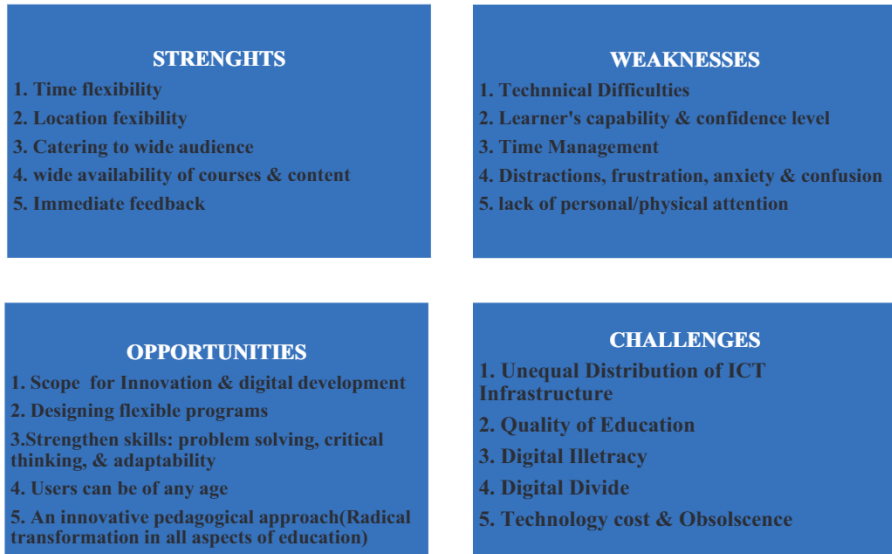 STRENGHTS
1. Time flexibility
2. Location fexibility
3. Catering to wide audience
4. wide availability of courses & content
5. Immediate feedback
WEAKNESSES
1. Technnical Difficulties
2. Learner's capability & confidence level
3. Time Management
4. Distractions, frustration, anxiety & confusion
5. lack of personal/physical attention
OPPORTUNITIES
1. Scope for Innovation & digital development
2. Designing flexible programs
3.Strengthen skills: problem solving, critical
thinking, & adaptability
4. Users can be of any age
5. An innovative pedagogical approach(Radical
transformation in all aspects of education)
CHALLENGES
1. Unequal Distribution of ICT
Infrastructure
2. Quality of Education
3. Digital Illetracy
4. Digital Divide
5. Technology cost & Obsolscence